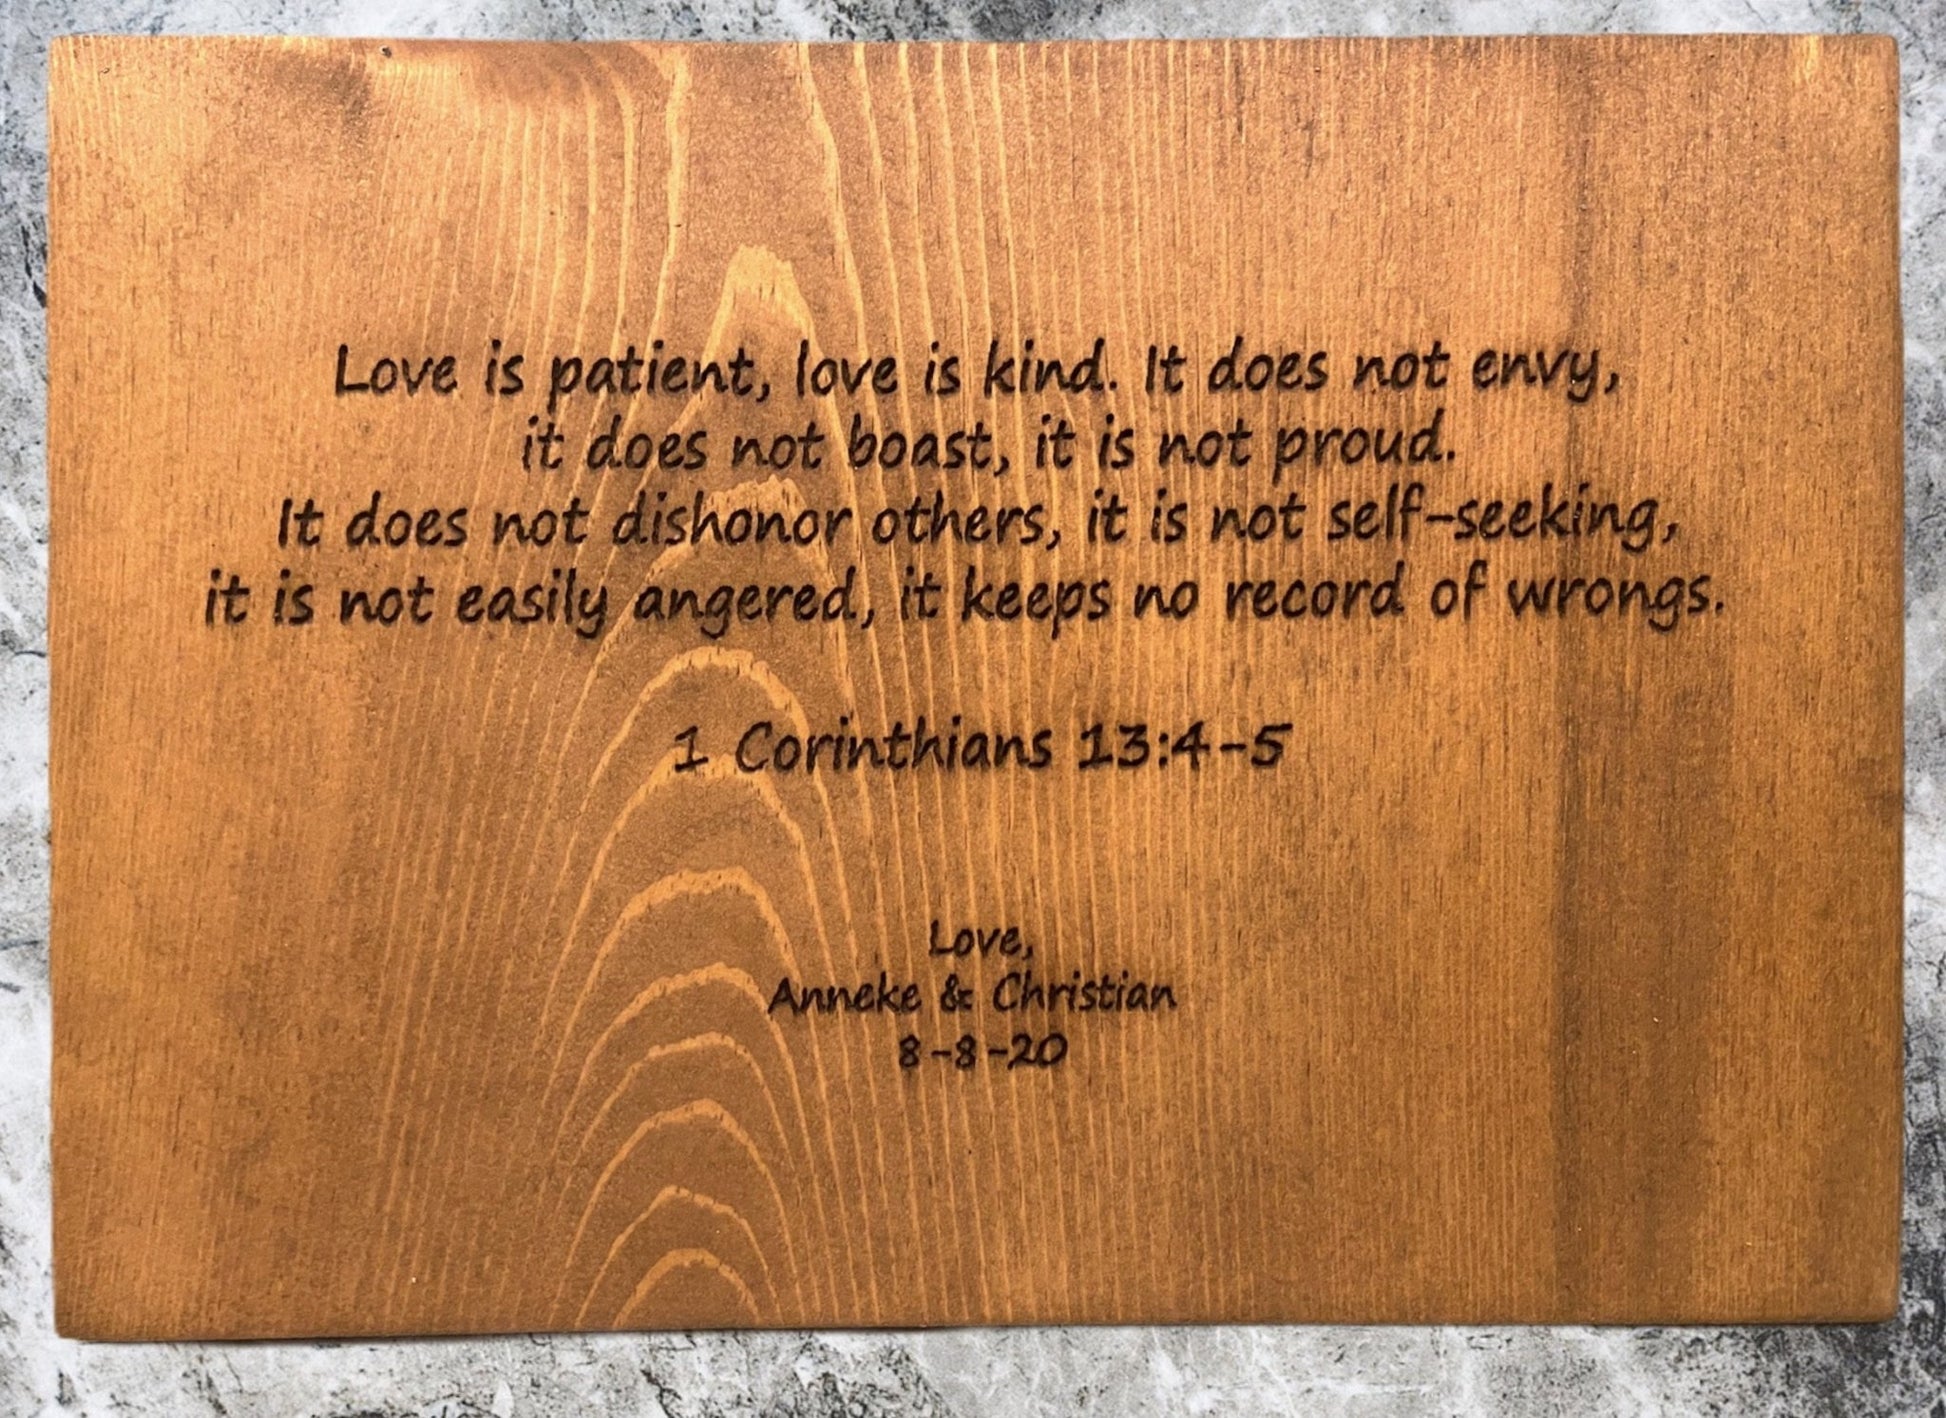 Love is patient, love is kind. It does not envy,
it does not boast, it is not proud.
It does not dishonor others, it is not self-seeking,
it is not easily angered, it keeps no record of wrongs.
1 Corinthians 13:4-5
Love,
Anneke & Christian
8-8-20